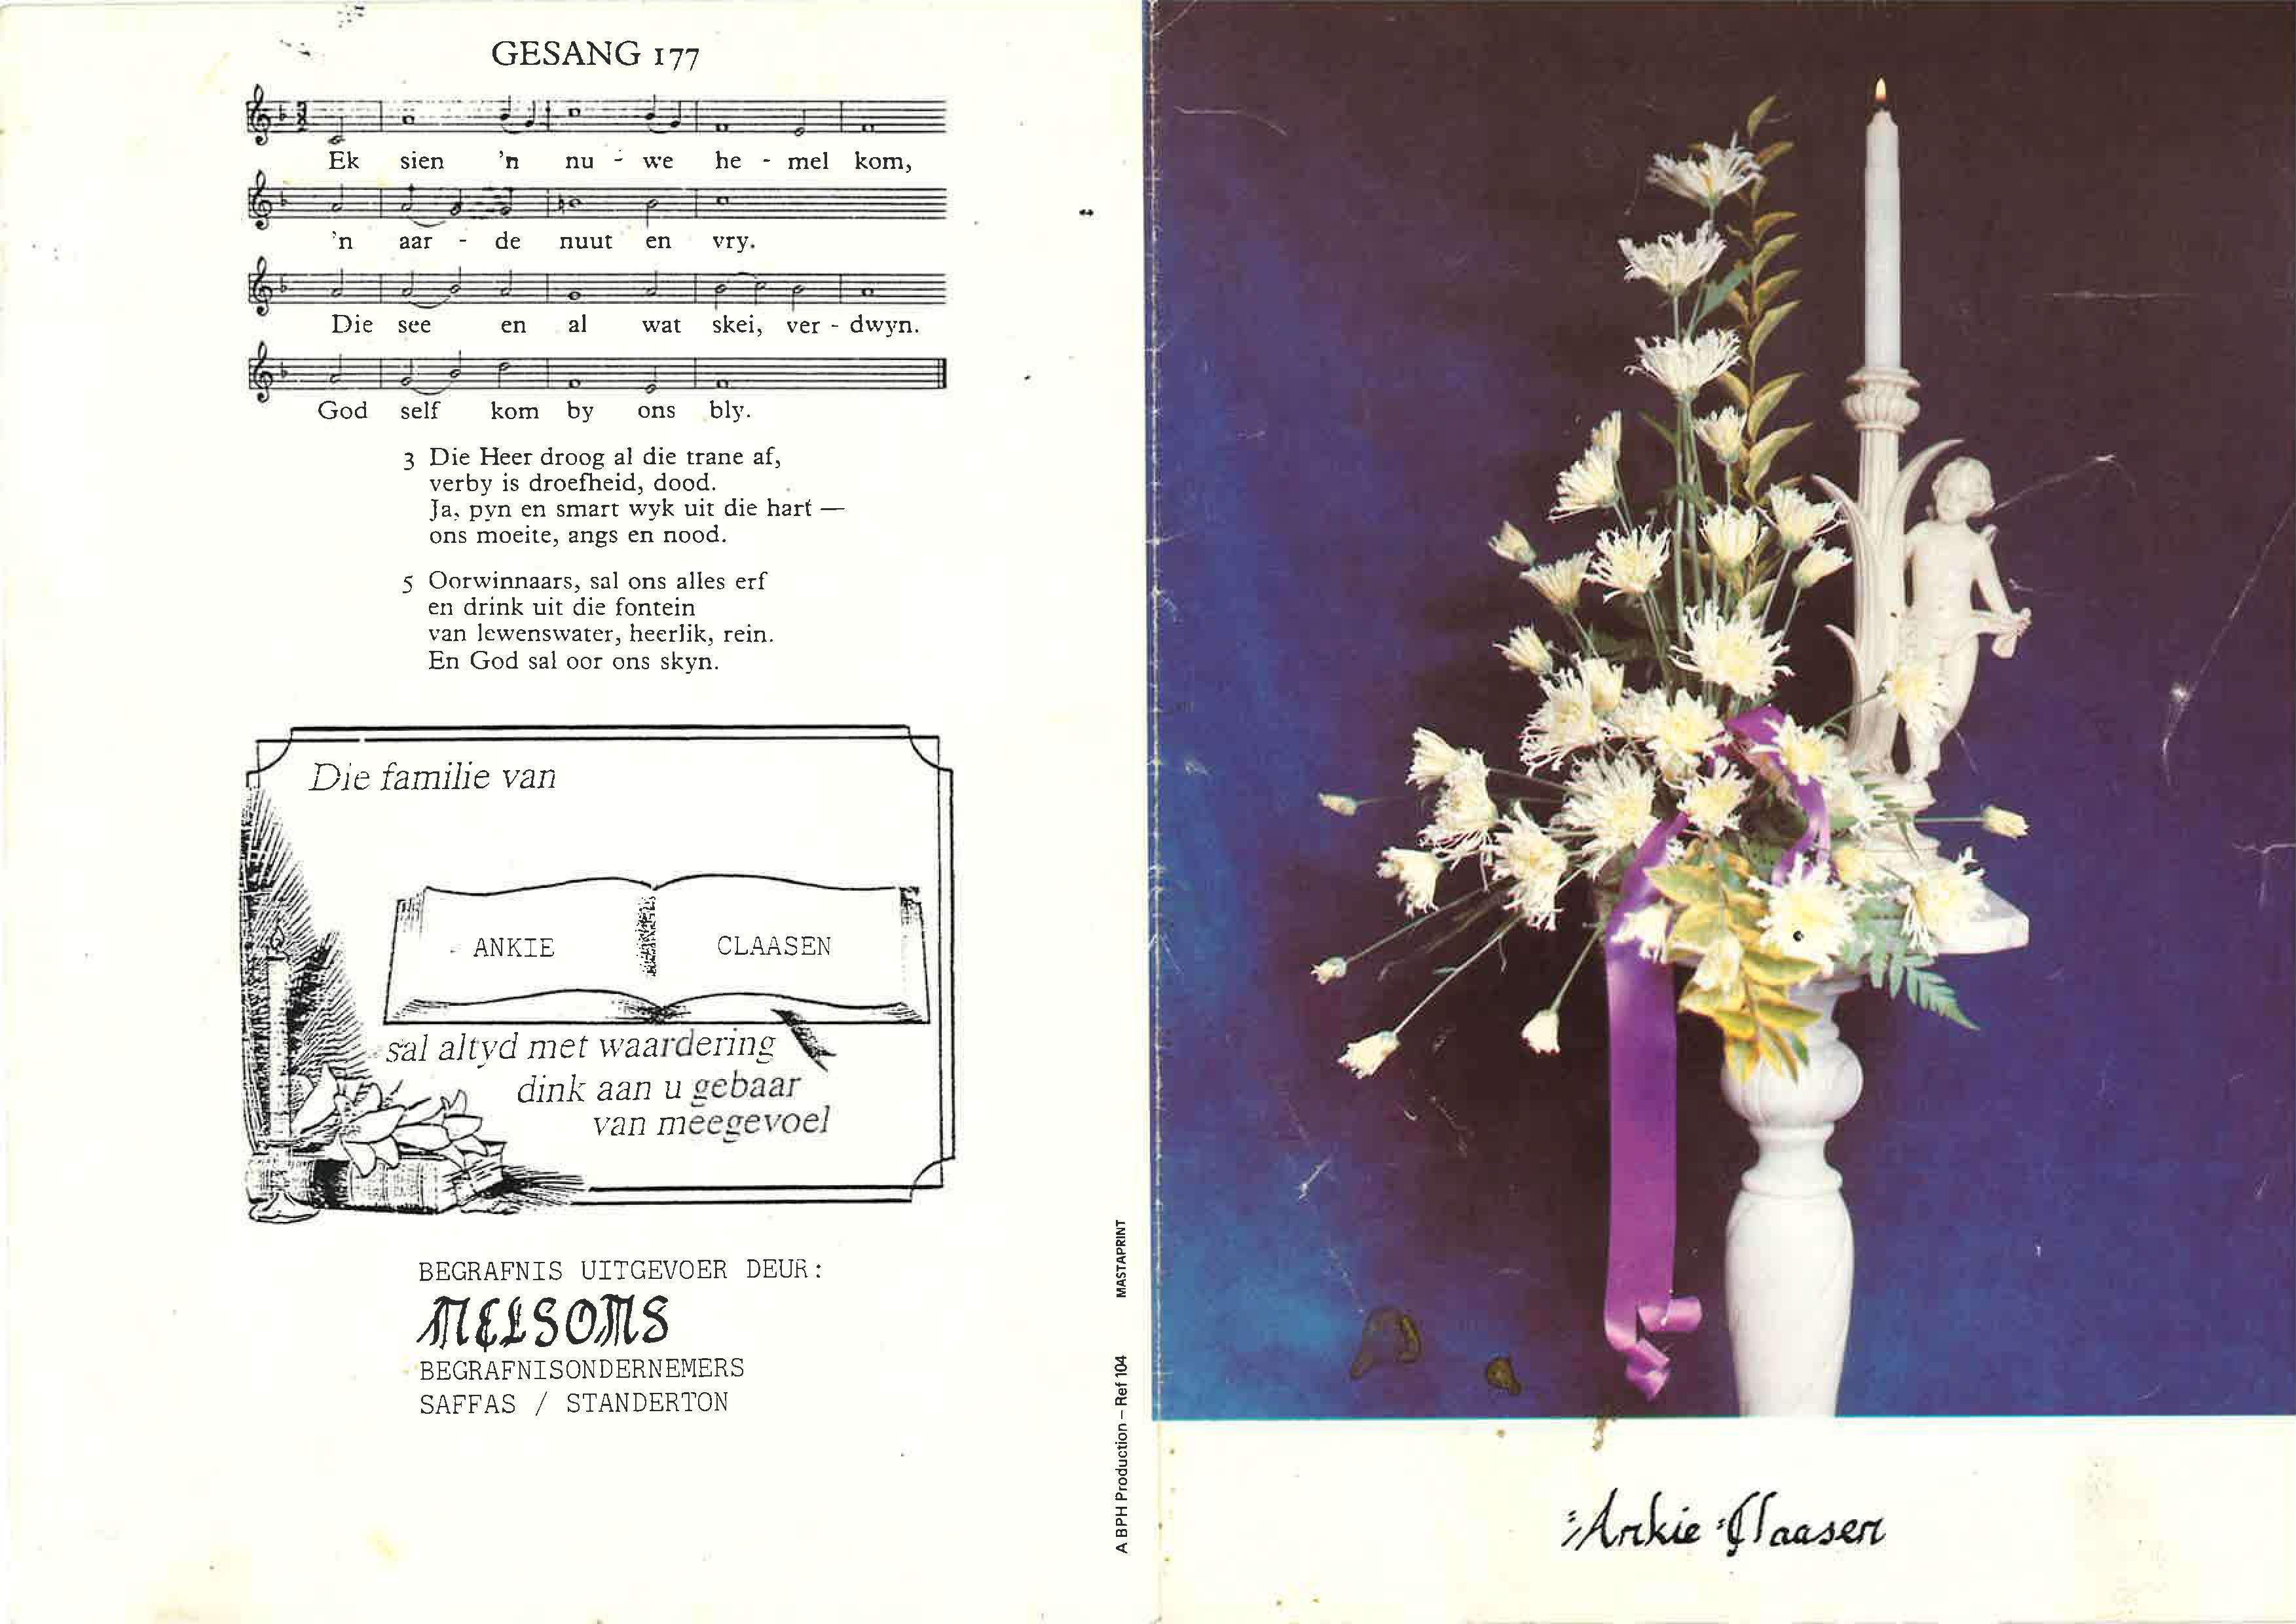 GESANG 177
Ek sien 'n nu - we he - mel kom,
'n aar - de nuut en vry.
Die see en al wat skei, ver - dwyn.
God self kom by ons bly.
3 Die Heer droog al die trane af,
verby is droefheid, dood.
Ja, pyn en smart wyk uit die hart —
ons moeite, angs en nood.
5 Oorwinnaars, sal ons alles erf
en drink uit die fontein
van lewenswater, heerlik, rein.
En God sal oor ons skyn.
Die familie van
ANKIE CLAASEN
sal altyd met waardering
dink aan u gebaar
van meegevoel
BEGRAFNIS UITGEVOER DEUR:
NELSONS
BEGRAFNISONDERNEMERS
SAFFAS / STANDERTON
A BPH Production – Ref 104 MASTAPRINT
Ankie Claasen